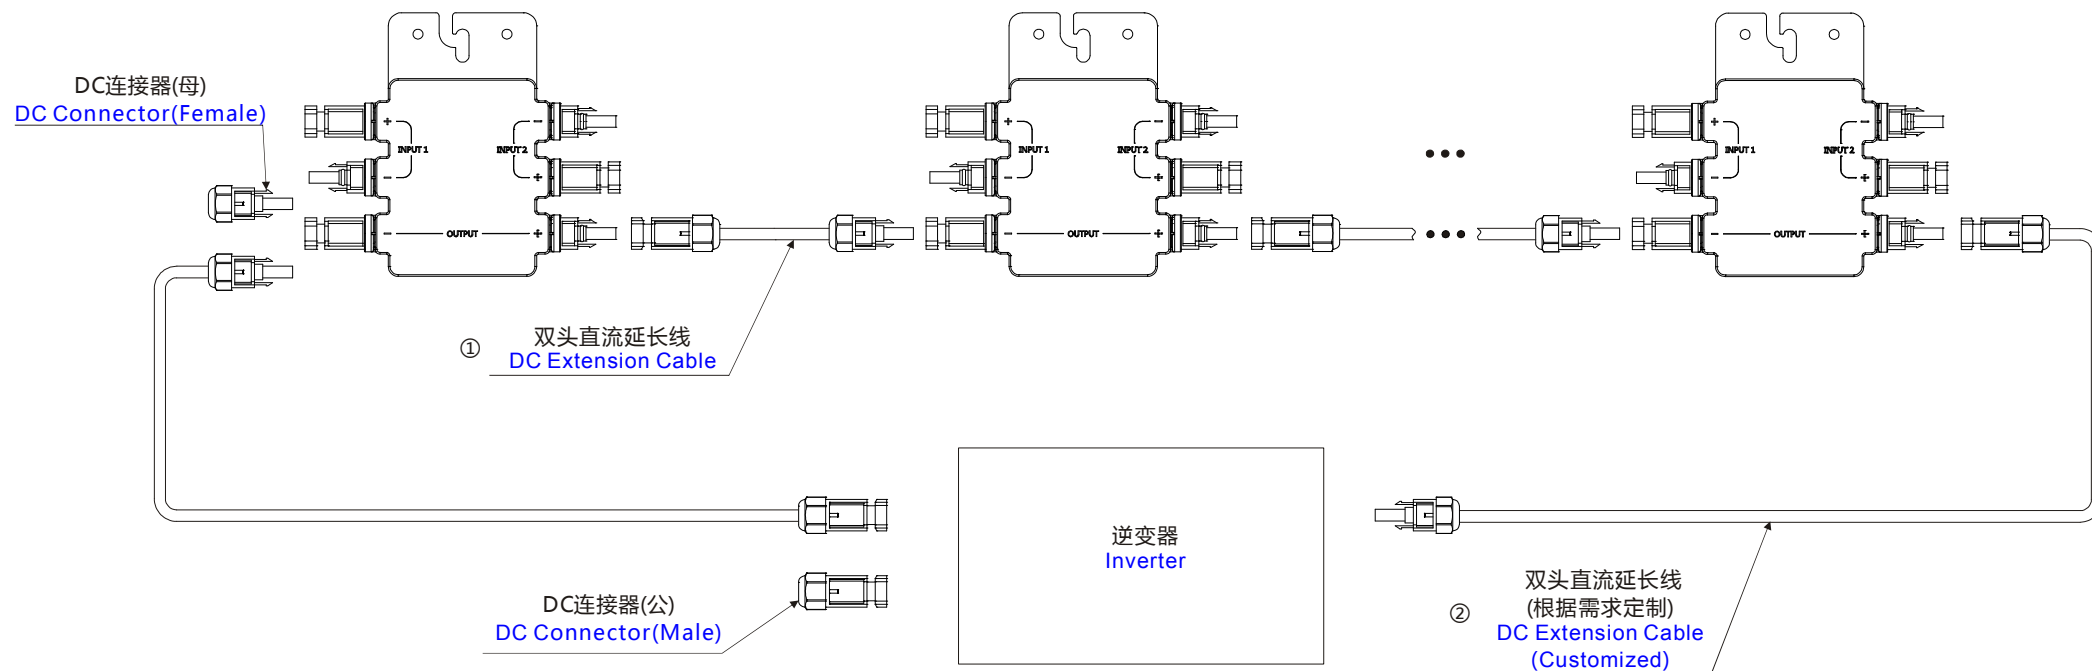 DC连接器(母)
DC Connector(Female)
+ INPUT 1 -
- INPUT 2 +
- OUTPUT +
+ INPUT 1 -
- INPUT 2 +
- OUTPUT +
+ INPUT 1 -
- INPUT 2 +
- OUTPUT +
① 双头直流延长线
DC Extension Cable
逆变器
Inverter
DC连接器(公)
DC Connector(Male)
② 双头直流延长线
(根据需求定制)
DC Extension Cable
(Customized)